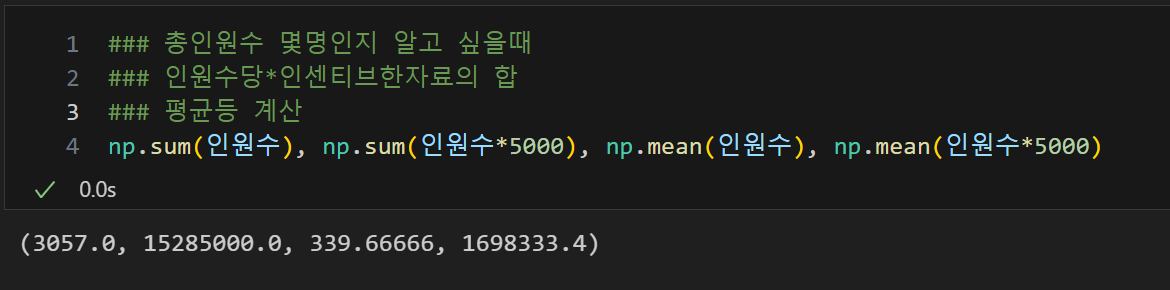 1 ### 총인원수 몇명인지 알고 싶을때
2 ### 인원수당*인센티브한자료의 합
3 ### 평균등 계산
4 np.sum(인원수), np.sum(인원수*5000), np.mean(인원수), np.mean(인원수*5000)
0.0s
(3057.0, 15285000.0, 339.66666, 1698333.4)